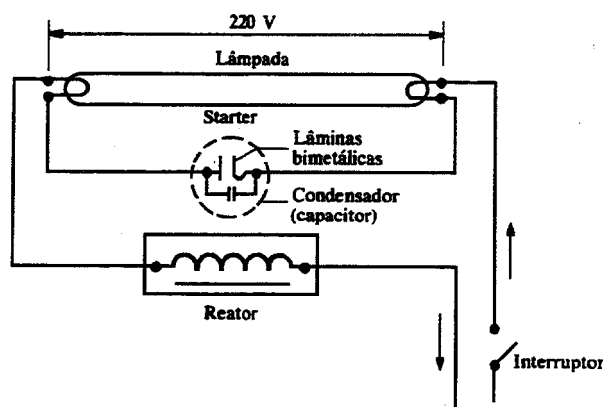 220 V
Lâmpada
Starter
Lâminas
bimetálicas
Condensador
(capacitor)
Reator
Interruptor